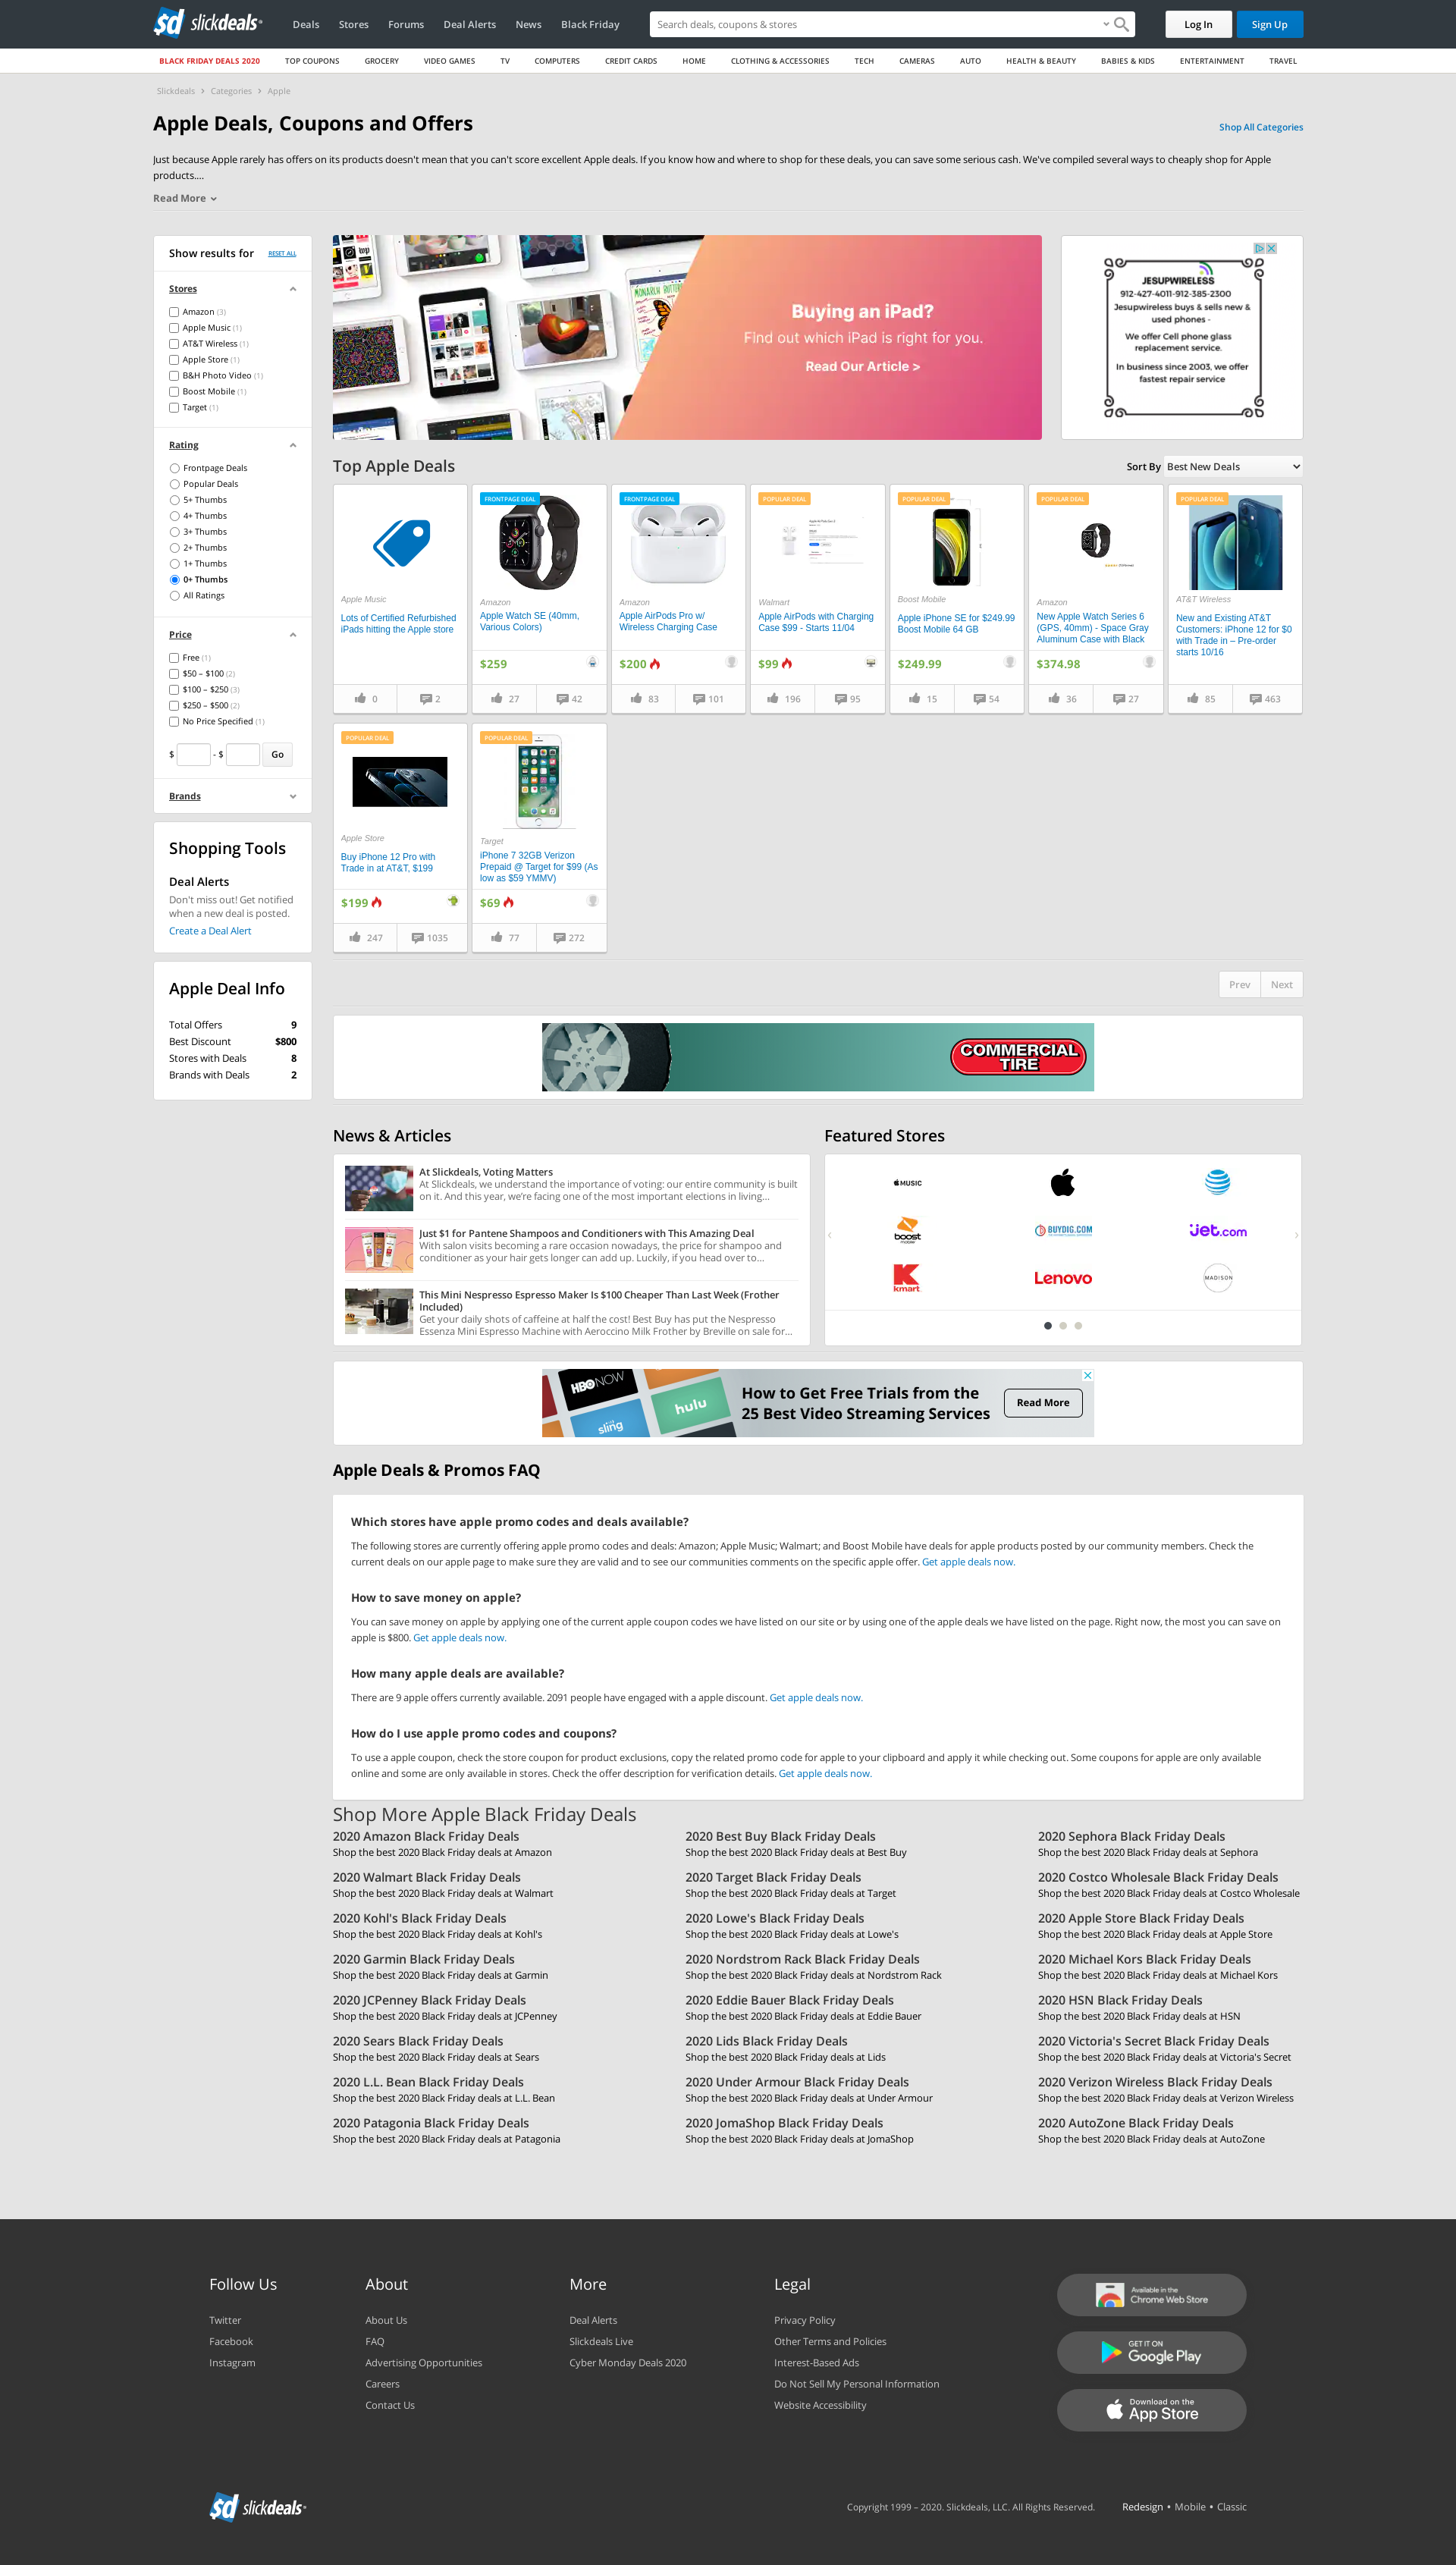 sd slickdeals
Deals Stores Forums Deal Alerts News Black Friday
Search deals, coupons & stores
Log In Sign Up
BLACK FRIDAY DEALS 2020 TOP COUPONS GROCERY VIDEO GAMES TV COMPUTERS CREDIT CARDS HOME CLOTHING & ACCESSORIES TECH CAMERAS AUTO HEALTH & BEAUTY BABIES & KIDS ENTERTAINMENT TRAVEL
Slickdeals › Categories › Apple
Apple Deals, Coupons and Offers
Shop All Categories
Just because Apple rarely has offers on its products doesn't mean that you can't score excellent Apple deals. If you know how and where to shop for these deals, you can save some serious cash. We've compiled several ways to cheaply shop for Apple
products....
Read More
Show results for RESET ALL
Stores
Amazon (3)
Apple Music (1)
AT&T Wireless (1)
Apple Store (1)
B&H Photo Video (1)
Boost Mobile (1)
Target (1)
Rating
Frontpage Deals
Popular Deals
5+ Thumbs
4+ Thumbs
3+ Thumbs
2+ Thumbs
1+ Thumbs
0+ Thumbs
All Ratings
Price
Free (1)
$50 – $100 (2)
$100 – $250 (3)
$250 – $500 (2)
No Price Specified (1)
$ - $ Go
Brands
Shopping Tools
Deal Alerts
Don't miss out! Get notified
when a new deal is posted.
Create a Deal Alert
Apple Deal Info
Total Offers 9
Best Discount $800
Stores with Deals 8
Brands with Deals 2
Buying an iPad?
Find out which iPad is right for you.
Read Our Article >
JESUPWIRELESS
912-427-4011-912-385-2300
Jesupwireless buys & sells new &
used phones -
We offer Cell phone glass
replacement service.
In business since 2003, we offer
fastest repair service
Top Apple Deals
Sort By Best New Deals
Apple Music
Lots of Certified Refurbished
iPads hitting the Apple store
0 2
FRONTPAGE DEAL
Amazon
Apple Watch SE (40mm,
Various Colors)
$259
27 42
FRONTPAGE DEAL
Amazon
Apple AirPods Pro w/
Wireless Charging Case
$200
83 101
POPULAR DEAL
Walmart
Apple AirPods with Charging
Case $99 - Starts 11/04
$99
196 95
POPULAR DEAL
Boost Mobile
Apple iPhone SE for $249.99
Boost Mobile 64 GB
$249.99
15 54
POPULAR DEAL
Amazon
New Apple Watch Series 6
(GPS, 40mm) - Space Gray
Aluminum Case with Black
$374.98
36 27
POPULAR DEAL
AT&T Wireless
New and Existing AT&T
Customers: iPhone 12 for $0
with Trade in – Pre-order
starts 10/16
85 463
POPULAR DEAL
Apple Store
Buy iPhone 12 Pro with
Trade in at AT&T, $199
$199
247 1035
POPULAR DEAL
Target
iPhone 7 32GB Verizon
Prepaid @ Target for $99 (As
low as $59 YMMV)
$69
77 272
Prev Next
COMMERCIAL
TIRE
News & Articles
At Slickdeals, Voting Matters
At Slickdeals, we understand the importance of voting: our entire community is built
on it. And this year, we're facing one of the most important elections in living...
Just $1 for Pantene Shampoos and Conditioners with This Amazing Deal
With salon visits becoming a rare occasion nowadays, the price for shampoo and
conditioner as your hair gets longer can add up. Luckily, if you head over to...
This Mini Nespresso Espresso Maker Is $100 Cheaper Than Last Week (Frother
Included)
Get your daily shots of caffeine at half the cost! Best Buy has put the Nespresso
Essenza Mini Espresso Machine with Aeroccino Milk Frother by Breville on sale for...
Featured Stores
MUSIC
boost mobile BUYDIG.COM jet.com
kmart Lenovo MADISON
HBO NOW
hulu
sling
How to Get Free Trials from the
25 Best Video Streaming Services
Read More
Apple Deals & Promos FAQ
Which stores have apple promo codes and deals available?
The following stores are currently offering apple promo codes and deals: Amazon; Apple Music; Walmart; and Boost Mobile have deals for apple products posted by our community members. Check the
current deals on our apple page to make sure they are valid and to see our communities comments on the specific apple offer. Get apple deals now.
How to save money on apple?
You can save money on apple by applying one of the current apple coupon codes we have listed on our site or by using one of the apple deals we have listed on the page. Right now, the most you can save on
apple is $800. Get apple deals now.
How many apple deals are available?
There are 9 apple offers currently available. 2091 people have engaged with a apple discount. Get apple deals now.
How do I use apple promo codes and coupons?
To use a apple coupon, check the store coupon for product exclusions, copy the related promo code for apple to your clipboard and apply it while checking out. Some coupons for apple are only available
online and some are only available in stores. Check the offer description for verification details. Get apple deals now.
Shop More Apple Black Friday Deals
2020 Amazon Black Friday Deals 2020 Best Buy Black Friday Deals 2020 Sephora Black Friday Deals
Shop the best 2020 Black Friday deals at Amazon Shop the best 2020 Black Friday deals at Best Buy Shop the best 2020 Black Friday deals at Sephora
2020 Walmart Black Friday Deals 2020 Target Black Friday Deals 2020 Costco Wholesale Black Friday Deals
Shop the best 2020 Black Friday deals at Walmart Shop the best 2020 Black Friday deals at Target Shop the best 2020 Black Friday deals at Costco Wholesale
2020 Kohl's Black Friday Deals 2020 Lowe's Black Friday Deals 2020 Apple Store Black Friday Deals
Shop the best 2020 Black Friday deals at Kohl's Shop the best 2020 Black Friday deals at Lowe's Shop the best 2020 Black Friday deals at Apple Store
2020 Garmin Black Friday Deals 2020 Nordstrom Rack Black Friday Deals 2020 Michael Kors Black Friday Deals
Shop the best 2020 Black Friday deals at Garmin Shop the best 2020 Black Friday deals at Nordstrom Rack Shop the best 2020 Black Friday deals at Michael Kors
2020 JCPenney Black Friday Deals 2020 Eddie Bauer Black Friday Deals 2020 HSN Black Friday Deals
Shop the best 2020 Black Friday deals at JCPenney Shop the best 2020 Black Friday deals at Eddie Bauer Shop the best 2020 Black Friday deals at HSN
2020 Sears Black Friday Deals 2020 Lids Black Friday Deals 2020 Victoria's Secret Black Friday Deals
Shop the best 2020 Black Friday deals at Sears Shop the best 2020 Black Friday deals at Lids Shop the best 2020 Black Friday deals at Victoria's Secret
2020 L.L. Bean Black Friday Deals 2020 Under Armour Black Friday Deals 2020 Verizon Wireless Black Friday Deals
Shop the best 2020 Black Friday deals at L.L. Bean Shop the best 2020 Black Friday deals at Under Armour Shop the best 2020 Black Friday deals at Verizon Wireless
2020 Patagonia Black Friday Deals 2020 JomaShop Black Friday Deals 2020 AutoZone Black Friday Deals
Shop the best 2020 Black Friday deals at Patagonia Shop the best 2020 Black Friday deals at JomaShop Shop the best 2020 Black Friday deals at AutoZone
Follow Us
Twitter
Facebook
Instagram
About
About Us
FAQ
Advertising Opportunities
Careers
Contact Us
More
Deal Alerts
Slickdeals Live
Cyber Monday Deals 2020
Legal
Privacy Policy
Other Terms and Policies
Interest-Based Ads
Do Not Sell My Personal Information
Website Accessibility
Available in the
Chrome Web Store
GET IT ON
Google Play
Download on the
App Store
sd slickdeals
Copyright 1999 – 2020. Slickdeals, LLC. All Rights Reserved. Redesign • Mobile • Classic